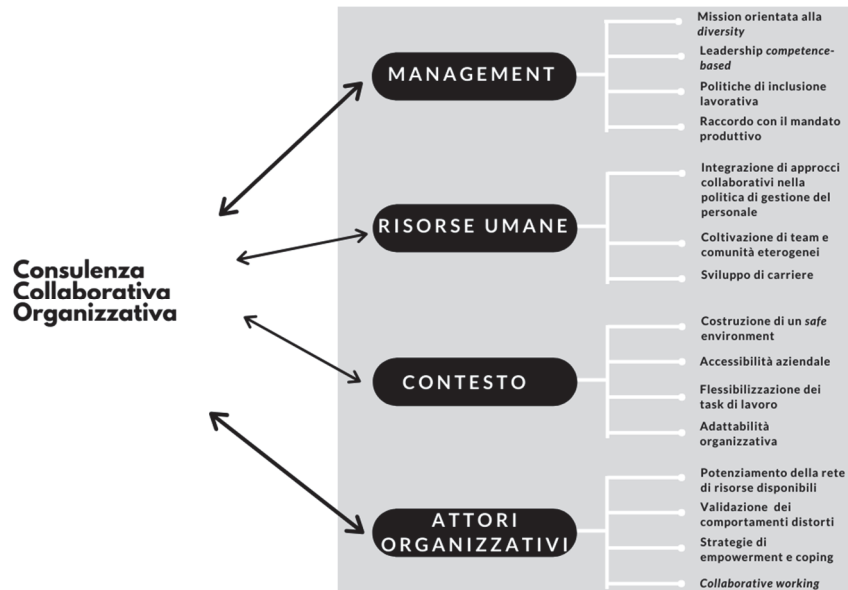 Consulenza
Collaborativa
Organizzativa
MANAGEMENT
Mission orientata alla
diversity
Leadership competence-
based
Politiche di inclusione
lavorativa
Raccordo con il mandato
produttivo
RISORSE UMANE
Integrazione di approcci
collaborativi nella
politica di gestione del
personale
Coltivazione di team e
comunità eterogenei
Sviluppo di carriere
CONTESTO
Costruzione di un safe
environment
Accessibilità aziendale
Flessibilizzazione dei
task di lavoro
Adattabilità
organizzativa
ATTORI
ORGANIZZATIVI
Potenziamento della rete
di risorse disponibili
Validazione dei
comportamenti distorti
Strategie di
empowerment e coping
Collaborative working